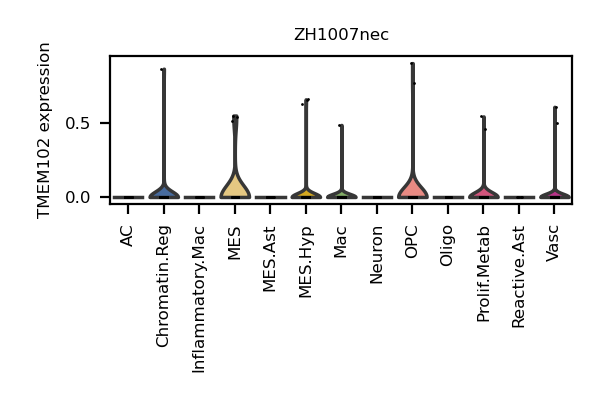 ZH1007nec
TMEM102 expression
0.5
0.0
AC
Chromatin.Reg
Inflammatory.Mac
MES
MES.Ast
MES.Hyp
Mac
Neuron
OPC
Oligo
Prolif.Metab
Reactive.Ast
Vasc